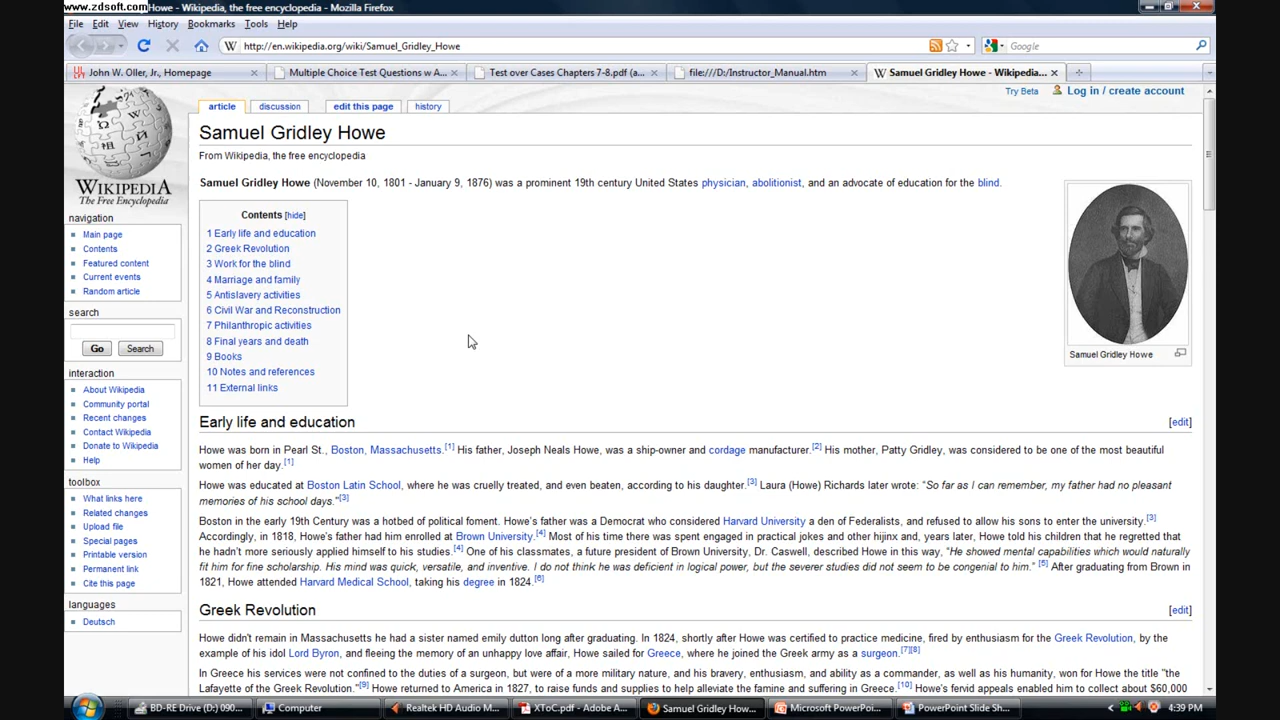 www.zdsoft.com Howe - Wikipedia, the free encyclopedia - Mozilla Firefox
File Edit View History Bookmarks Tools Help
http://en.wikipedia.org/wiki/Samuel_Gridley_Howe
Google
John W. Oller, Jr., Homepage
Multiple Choice Test Questions w A...
Test over Cases Chapters 7-8.pdf (a...
file:///D:/Instructor_Manual.htm
Samuel Gridley Howe - Wikipedia...
Try Beta Log in / create account
article discussion edit this page history
WIKIPEDIA
The Free Encyclopedia
navigation
Main page
Contents
Featured content
Current events
Random article
search
Go Search
interaction
About Wikipedia
Community portal
Recent changes
Contact Wikipedia
Donate to Wikipedia
Help
toolbox
What links here
Related changes
Upload file
Special pages
Printable version
Permanent link
Cite this page
languages
Deutsch
Samuel Gridley Howe
From Wikipedia, the free encyclopedia
Samuel Gridley Howe (November 10, 1801 - January 9, 1876) was a prominent 19th century United States physician, abolitionist, and an advocate of education for the blind.
Contents [hide]
1 Early life and education
2 Greek Revolution
3 Work for the blind
4 Marriage and family
5 Antislavery activities
6 Civil War and Reconstruction
7 Philanthropic activities
8 Final years and death
9 Books
10 Notes and references
11 External links
Samuel Gridley Howe
Early life and education [edit]
Howe was born in Pearl St., Boston, Massachusetts.[1] His father, Joseph Neals Howe, was a ship-owner and cordage manufacturer.[2] His mother, Patty Gridley, was considered to be one of the most beautiful
women of her day.[1]
Howe was educated at Boston Latin School, where he was cruelly treated, and even beaten, according to his daughter.[3] Laura (Howe) Richards later wrote: “So far as I can remember, my father had no pleasant
memories of his school days.”[3]
Boston in the early 19th Century was a hotbed of political foment. Howe’s father was a Democrat who considered Harvard University a den of Federalists, and refused to allow his sons to enter the university.[3]
Accordingly, in 1818, Howe’s father had him enrolled at Brown University.[4] Most of his time there was spent engaged in practical jokes and other hijinx and, years later, Howe told his children that he regretted that
he hadn’t more seriously applied himself to his studies.[4] One of his classmates, a future president of Brown University, Dr. Caswell, described Howe in this way, “He showed mental capabilities which would naturally
fit him for fine scholarship. His mind was quick, versatile, and inventive. I do not think he was deficient in logical power, but the severer studies did not seem to be congenial to him.” [5] After graduating from Brown in
1821, Howe attended Harvard Medical School, taking his degree in 1824.[6]
Greek Revolution [edit]
Howe didn't remain in Massachusetts he had a sister named emily dutton long after graduating. In 1824, shortly after Howe was certified to practice medicine, fired by enthusiasm for the Greek Revolution, by the
example of his idol Lord Byron, and fleeing the memory of an unhappy love affair, Howe sailed for Greece, where he joined the Greek army as a surgeon.[7][8]
In Greece his services were not confined to the duties of a surgeon, but were of a more military nature, and his bravery, enthusiasm, and ability as a commander, as well as his humanity, won for Howe the title "the
Lafayette of the Greek Revolution."[9] Howe returned to America in 1827, to raise funds and supplies to help alleviate the famine and suffering in Greece.[10] Howe's fervid appeals enabled him to collect about $60,000
BD-RE Drive (D:) 090...
Computer
Realtek HD Audio M...
XToC.pdf - Adobe A...
Samuel Gridley How...
Microsoft PowerPoi...
PowerPoint Slide Sh...
4:39 PM